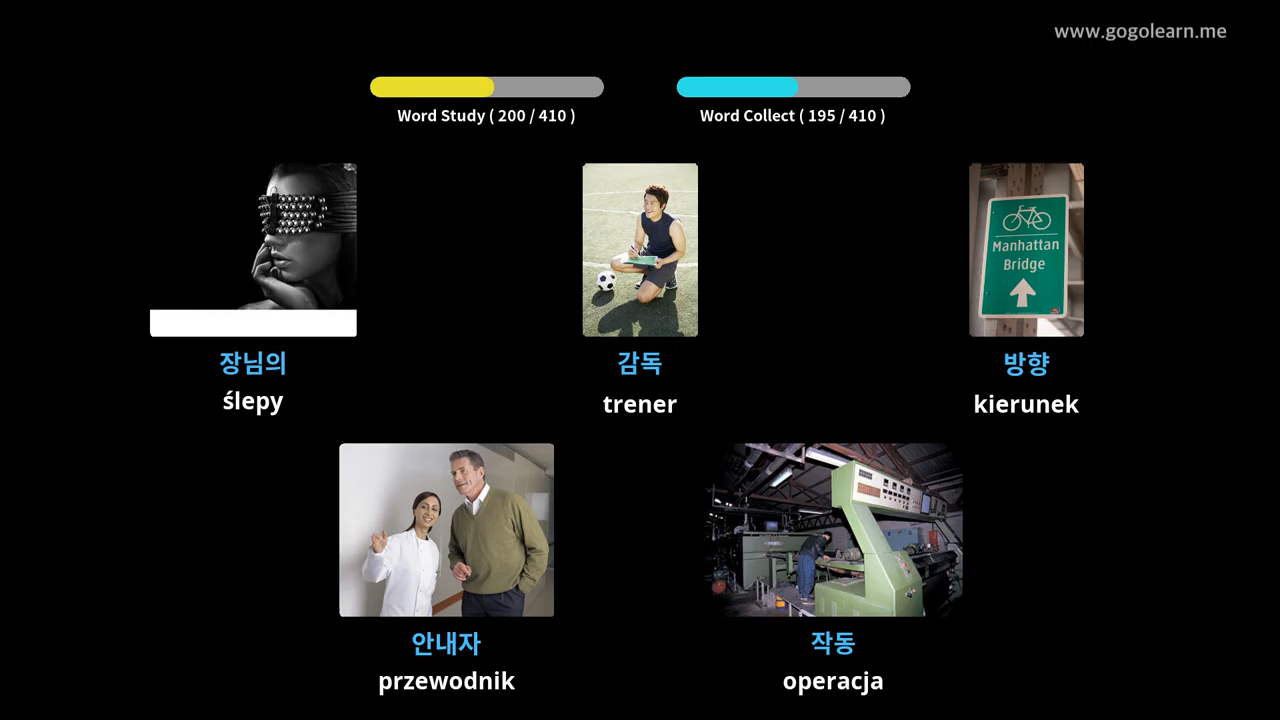 www.gogolearn.me
Word Study ( 200 / 410 )
Word Collect ( 195 / 410 )
Manhattan
Bridge
장님의
감독
방향
ślepy
trener
kierunek
안내자
작동
przewodnik
operacja